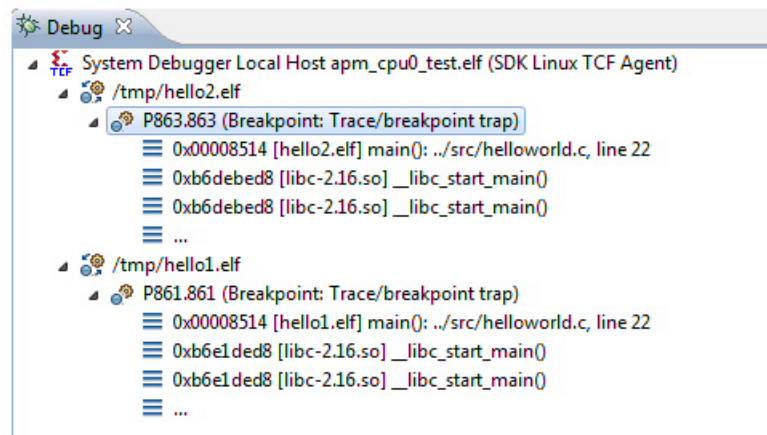 Debug
TCF System Debugger Local Host apm_cpu0_test.elf (SDK Linux TCF Agent)
/tmp/hello2.elf
P863.863 (Breakpoint: Trace/breakpoint trap)
0x00008514 [hello2.elf] main(): ../src/helloworld.c, line 22
0xb6debed8 [libc-2.16.so] __libc_start_main()
0xb6debed8 [libc-2.16.so] __libc_start_main()
...
/tmp/hello1.elf
P861.861 (Breakpoint: Trace/breakpoint trap)
0x00008514 [hello1.elf] main(): ../src/helloworld.c, line 22
0xb6e1ded8 [libc-2.16.so] __libc_start_main()
0xb6e1ded8 [libc-2.16.so] __libc_start_main()
...